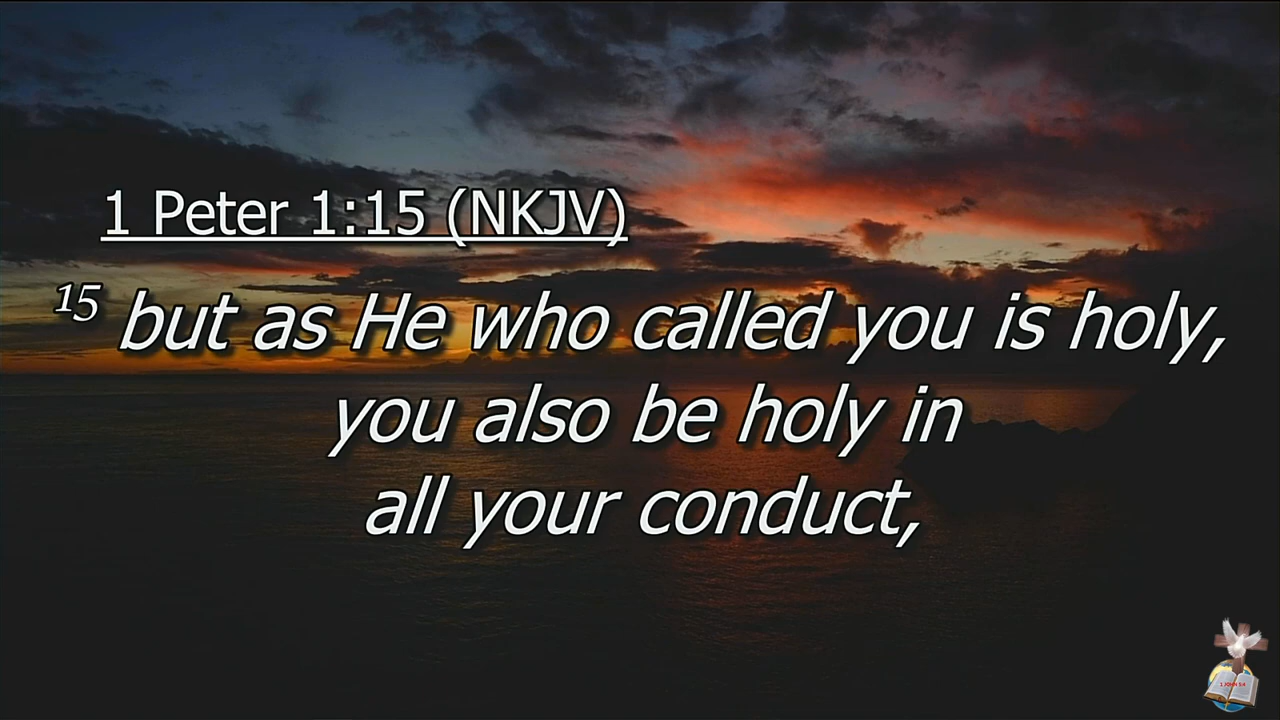 1 Peter 1:15 (NKJV)
15 but as He who called you is holy,
you also be holy in
all your conduct,